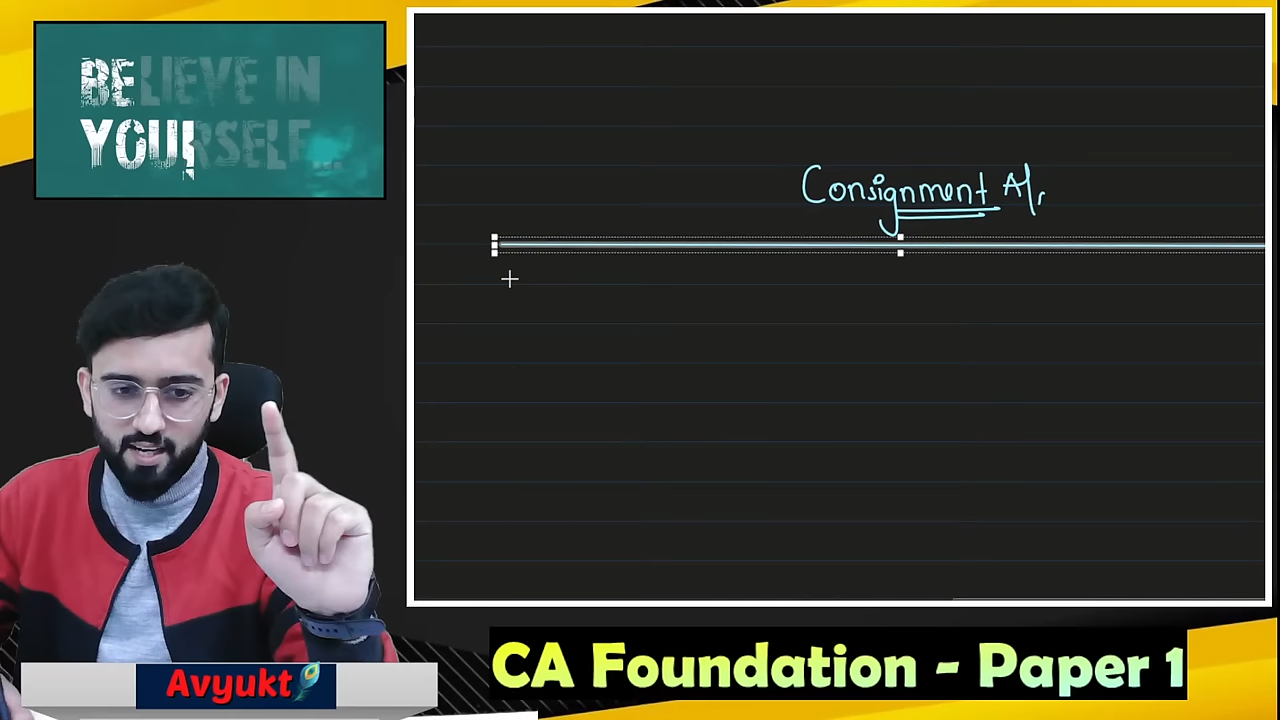 BELIEVE IN
YOURSELF...
Consignment A/c
Avyukt
CA Foundation - Paper 1